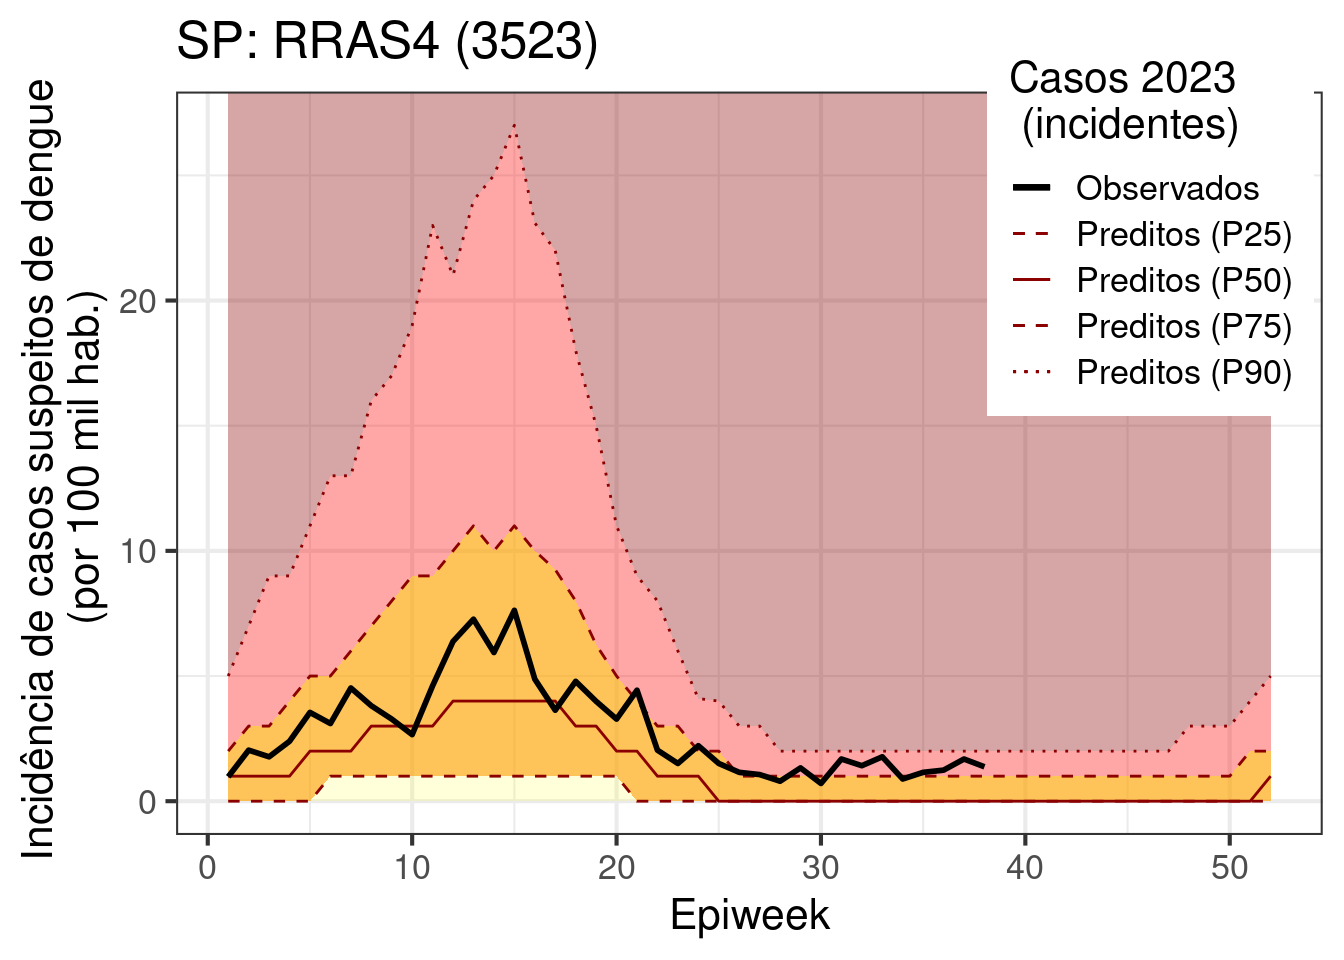 SP: RRAS4 (3523)
Incidência de casos suspeitos de dengue
(por 100 mil hab.)
20
10
0
0 10 20 30 40 50
Epiweek
Casos 2023
(incidentes)
Observados
Preditos (P25)
Preditos (P50)
Preditos (P75)
Preditos (P90)